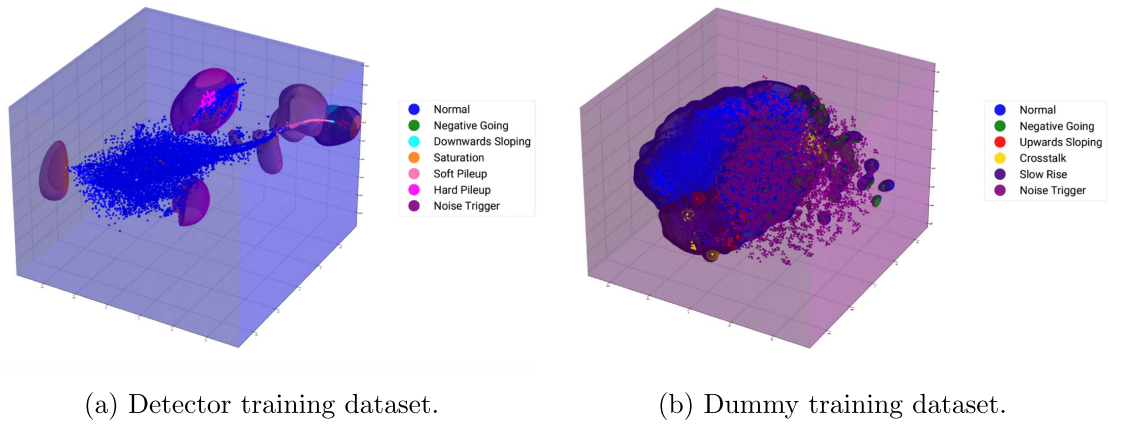 Normal
Negative Going
Downwards Sloping
Saturation
Soft Pileup
Hard Pileup
Noise Trigger
Normal
Negative Going
Upwards Sloping
Crosstalk
Slow Rise
Noise Trigger
(a) Detector training dataset.
(b) Dummy training dataset.